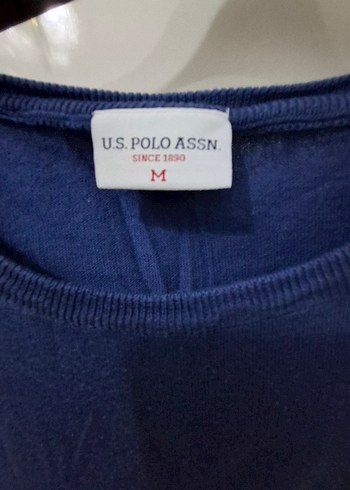 U.S. POLO ASSN.
SINCE 1890
M